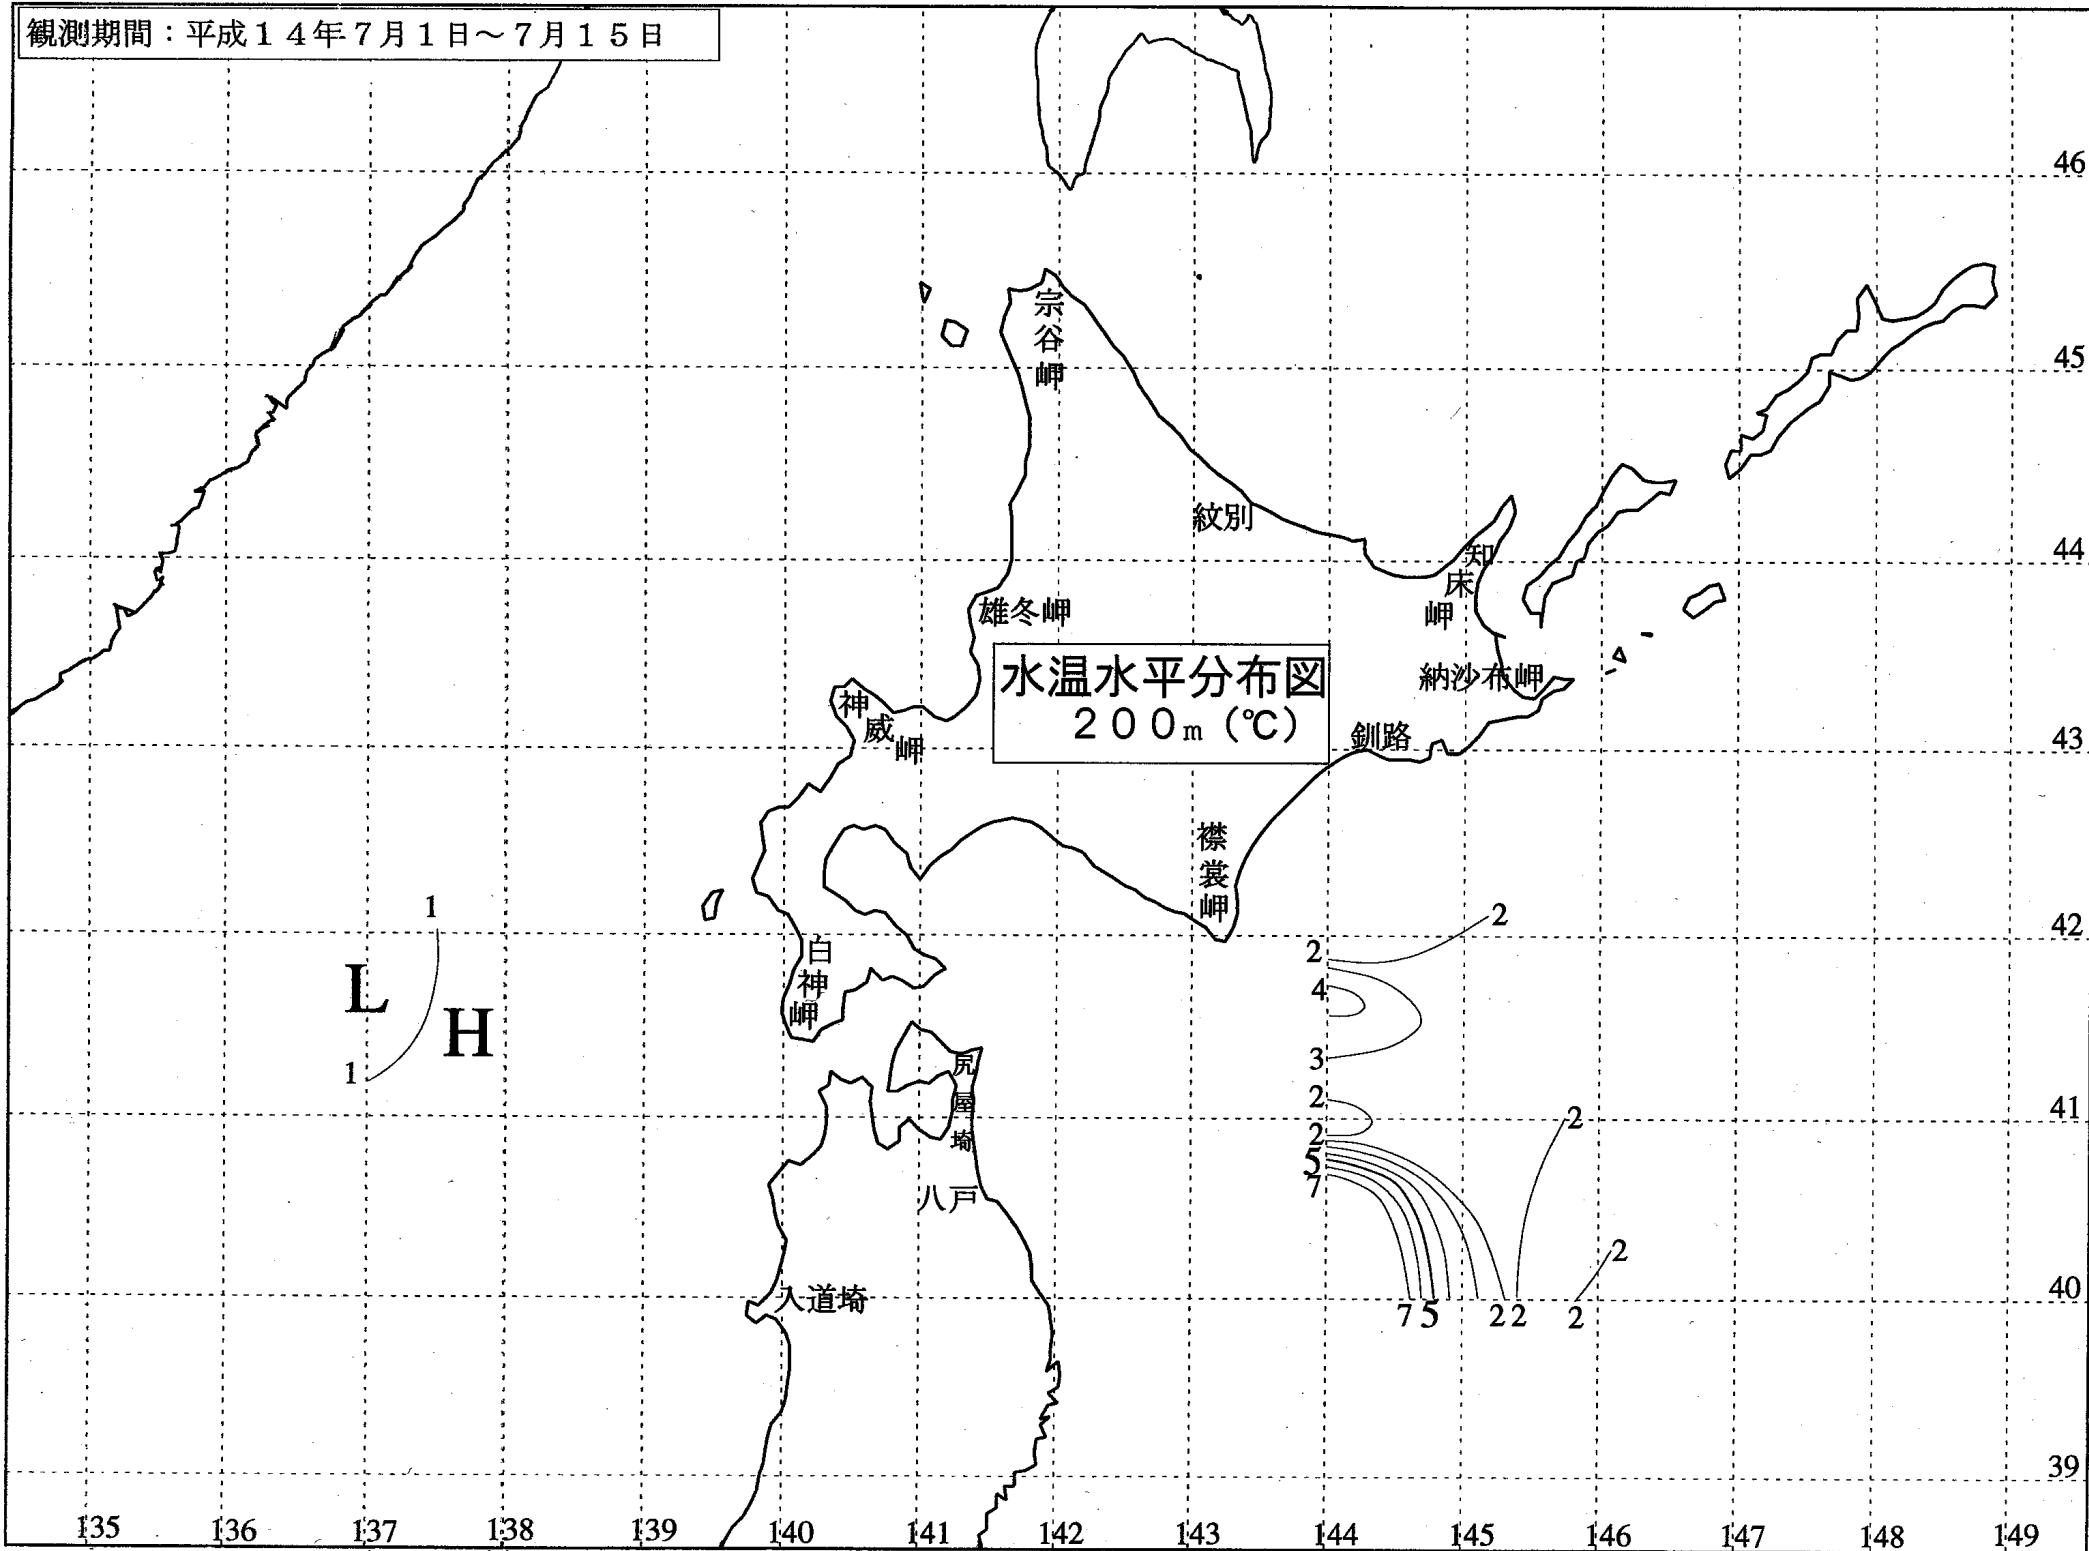 観測期間：平成１４年７月１日～７月１５日
46
45
宗谷岬
紋別
44
知床岬
雄冬岬
水温水平分布図
２００ｍ（℃）
納沙布岬
神威岬
釧路
43
襟裳岬
1
2
42
2
白神岬
L
4
H
1
3
尻屋埼
2
2
41
2
5
7
八戸
2
入道埼
40
7 5 2 2 2
39
135 136 137 138 139 140 141 142 143 144 145 146 147 148 149